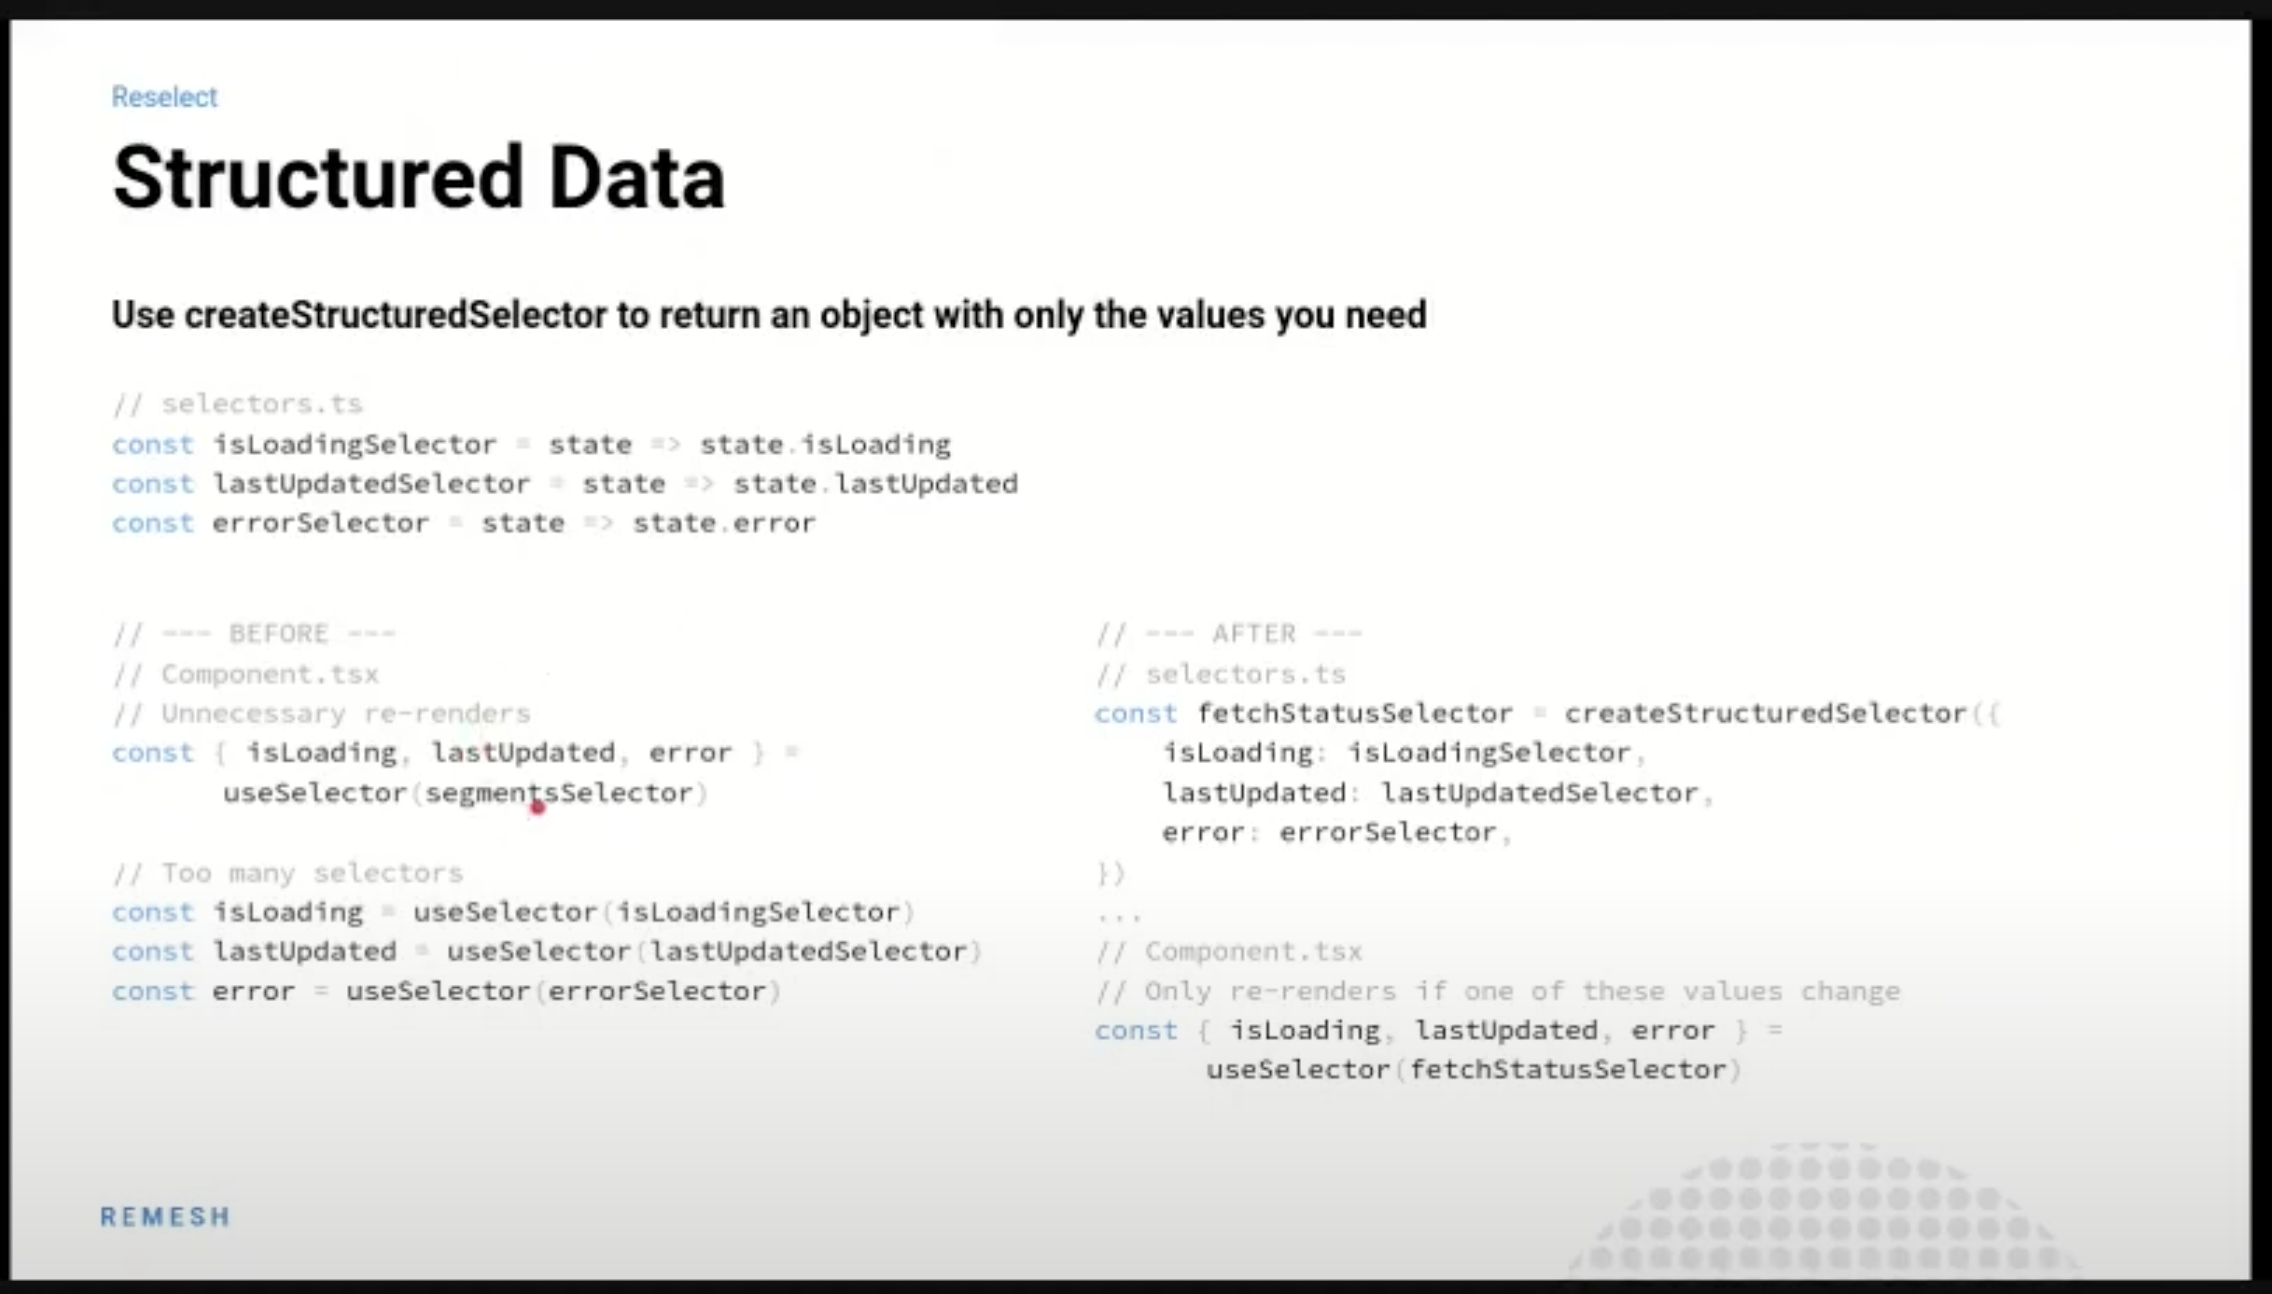 Reselect
Structured Data
Use createStructuredSelector to return an object with only the values you need
// selectors.ts
const isLoadingSelector = state => state.isLoading
const lastUpdatedSelector = state => state.lastUpdated
const errorSelector = state => state.error
// --- BEFORE ---
// Component.tsx
// Unnecessary re-renders
const { isLoading, lastUpdated, error } =
useSelector(segmentsSelector)
// Too many selectors
const isLoading = useSelector(isLoadingSelector)
const lastUpdated = useSelector(lastUpdatedSelector)
const error = useSelector(errorSelector)
// --- AFTER ---
// selectors.ts
const fetchStatusSelector = createStructuredSelector({
isLoading: isLoadingSelector,
lastUpdated: lastUpdatedSelector,
error: errorSelector,
})
...
// Component.tsx
// Only re-renders if one of these values change
const { isLoading, lastUpdated, error } =
useSelector(fetchStatusSelector)
REMESH